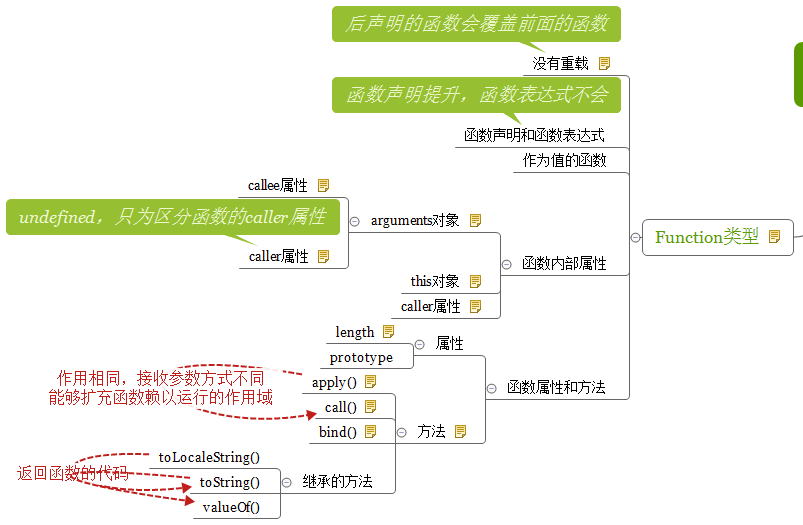 后声明的函数会覆盖前面的函数
没有重载
函数声明提升，函数表达式不会
函数声明和函数表达式
作为值的函数
callee属性
undefined，只为区分函数的caller属性
arguments对象
caller属性
Function类型
函数内部属性
this对象
caller属性
length
属性
prototype
作用相同，接收参数方式不同
能够扩充函数赖以运行的作用域
apply()
函数属性和方法
call()
bind()
方法
toLocaleString()
返回函数的代码
toString()
继承的方法
valueOf()